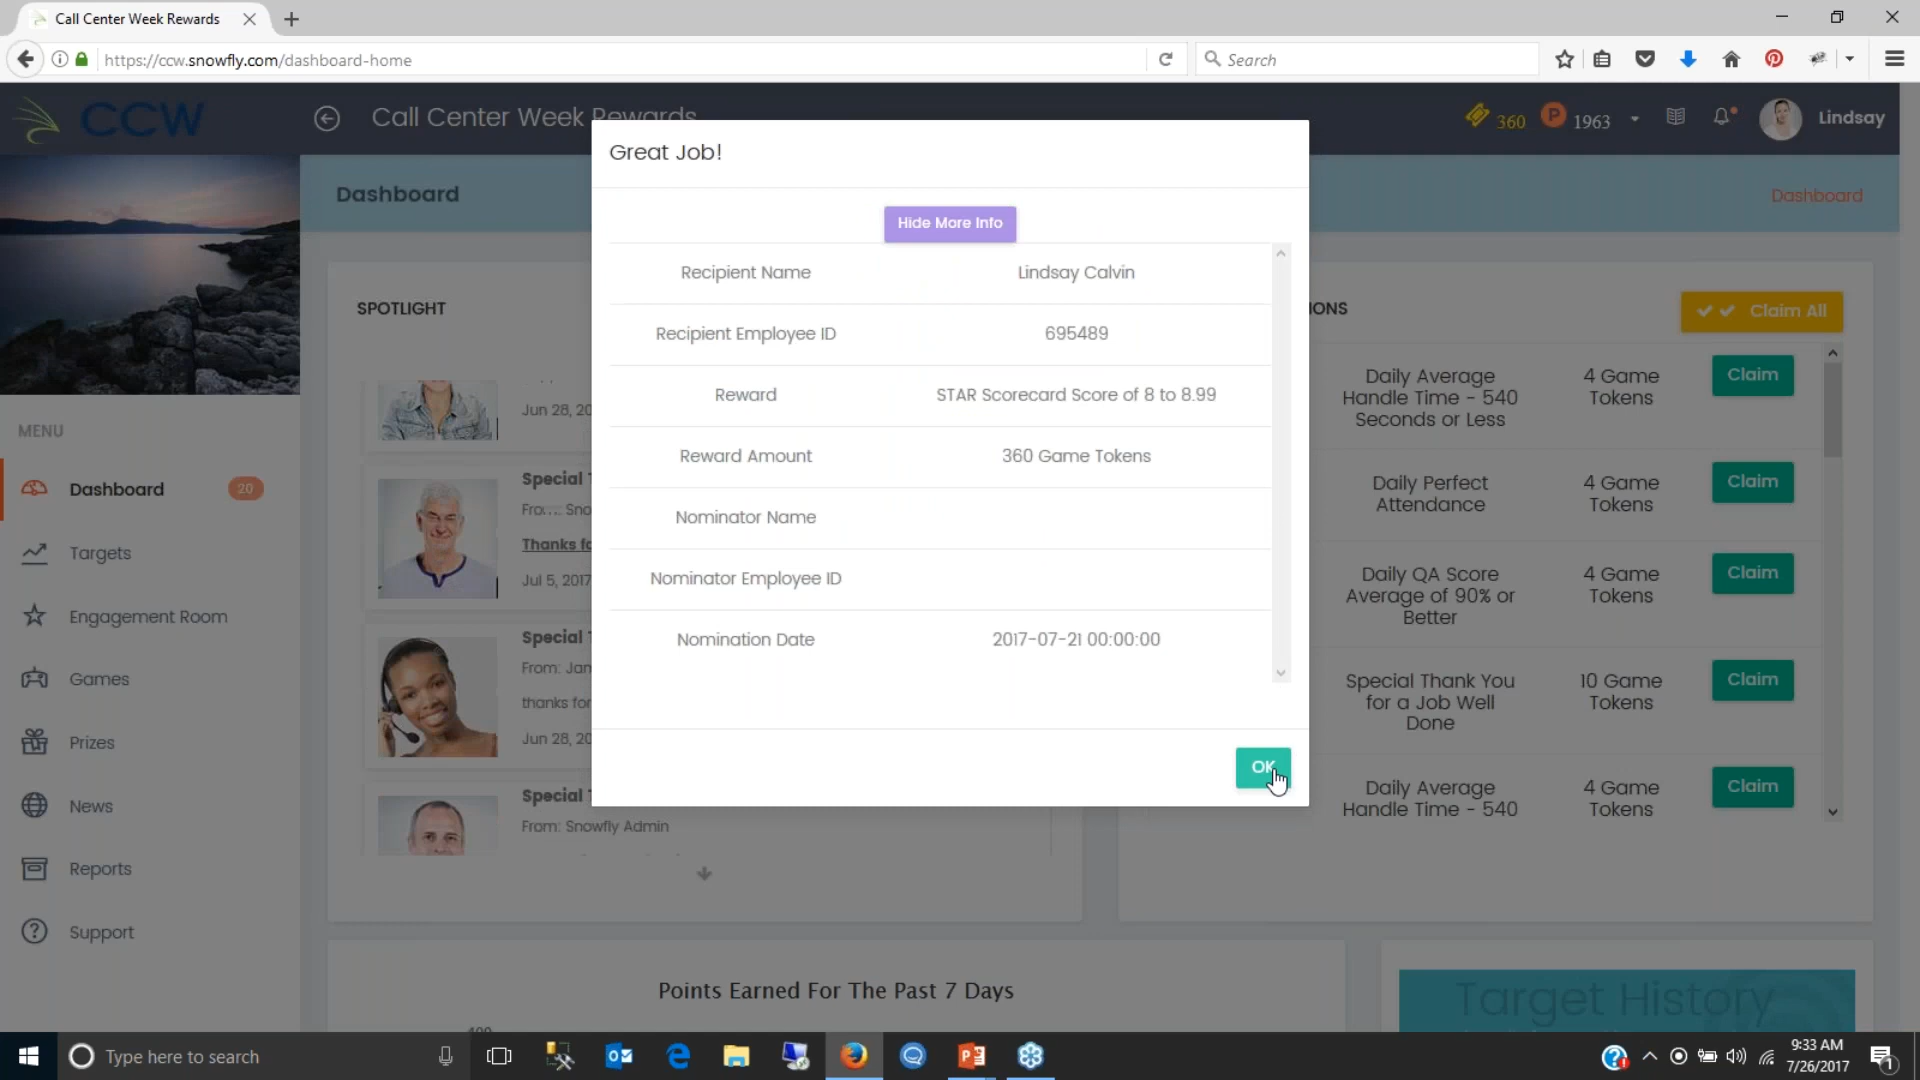 Call Center Week Rewards
https://ccw.snowfly.com/dashboard-home
Search
CCW
Call Center Week Rewards
360
1963
Lindsay
Dashboard
Dashboard
Great Job!
Hide More Info
Recipient Name Lindsay Calvin
Recipient Employee ID 695489
Reward STAR Scorecard Score of 8 to 8.99
Reward Amount 360 Game Tokens
Nominator Name
Nominator Employee ID
Nomination Date 2017-07-21 00:00:00
OK
MENU
Dashboard 20
Targets
Engagement Room
Games
Prizes
News
Reports
Support
SPOTLIGHT
Jun 28, 20
Special
From: Sno
Thanks fo
Jul 5, 2017
Special
From: Jan
thanks for
Jun 28, 20
Special
From: Snowfly Admin
IONS
Claim All
Daily Average
Handle Time - 540
Seconds or Less
4 Game
Tokens
Claim
Daily Perfect
Attendance
4 Game
Tokens
Claim
Daily QA Score
Average of 90% or
Better
4 Game
Tokens
Claim
Special Thank You
for a Job Well
Done
10 Game
Tokens
Claim
Daily Average
Handle Time - 540
4 Game
Tokens
Claim
Points Earned For The Past 7 Days
Target History
Type here to search
9:33 AM
7/26/2017
1